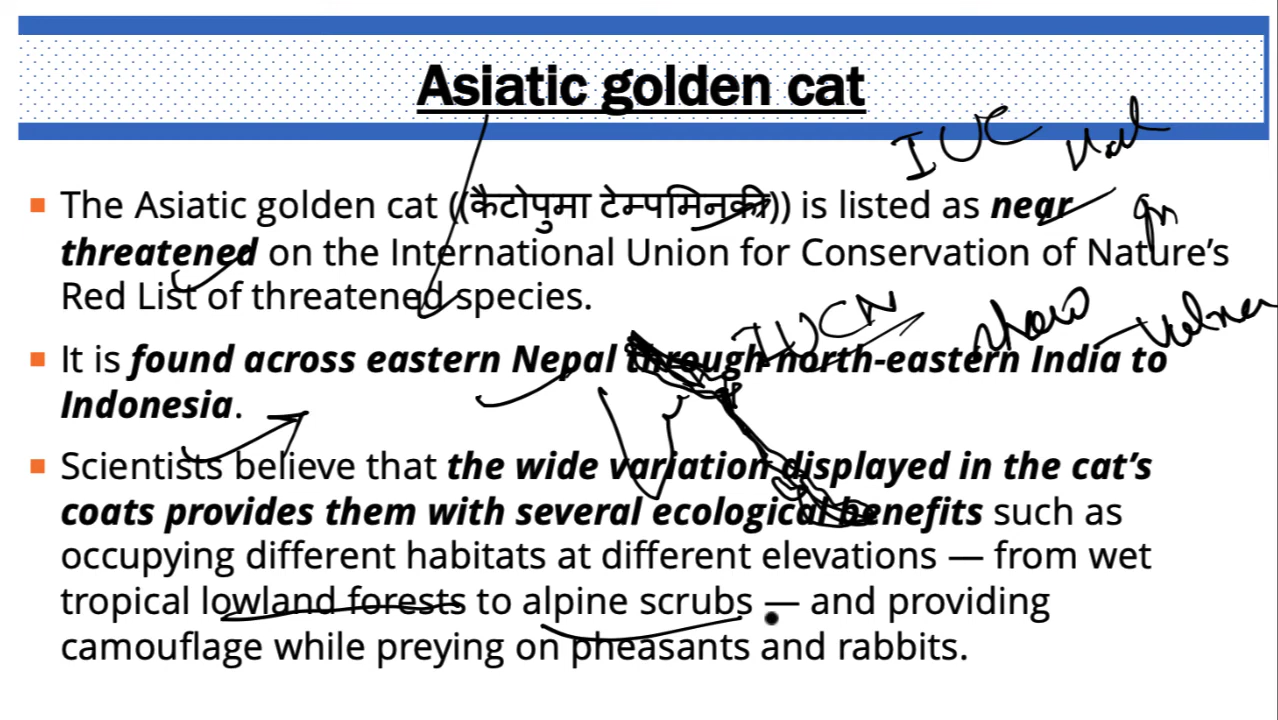 Asiatic golden cat
The Asiatic golden cat ((कैटोपुमा टेम्पमिनकी)) is listed as near
threatened on the International Union for Conservation of Nature's
Red List of threatened species.
It is found across eastern Nepal through north-eastern India to
Indonesia.
Scientists believe that the wide variation displayed in the cat's
coats provides them with several ecological benefits such as
occupying different habitats at different elevations — from wet
tropical lowland forests to alpine scrubs — and providing
camouflage while preying on pheasants and rabbits.
IUC
IUCN